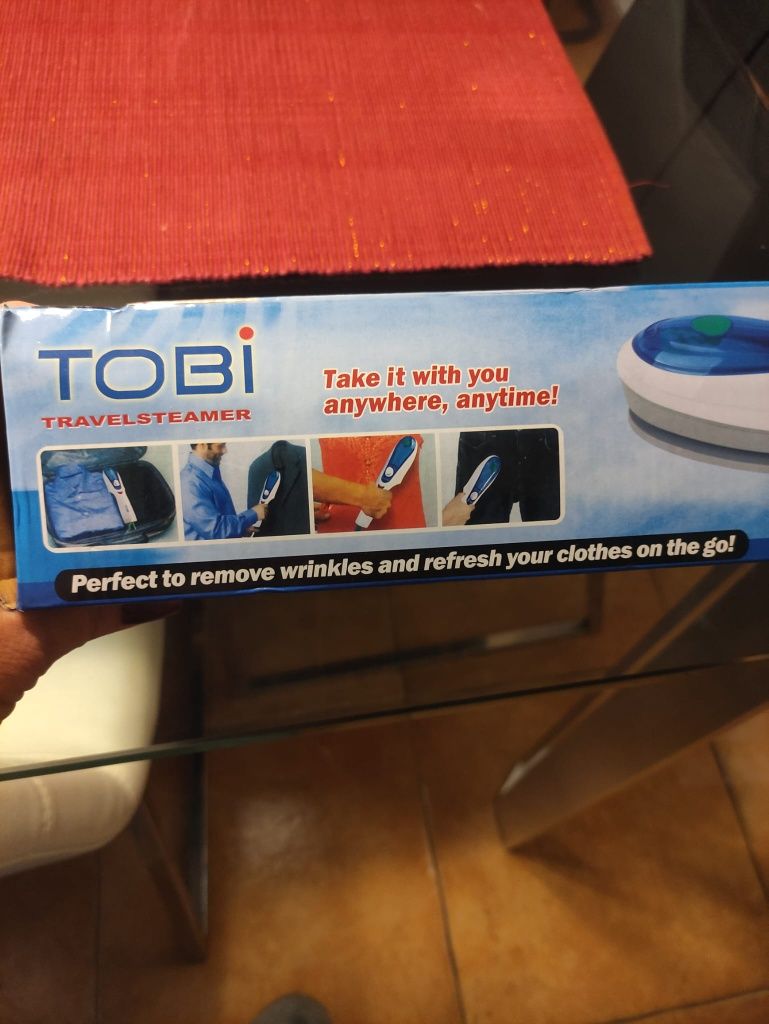 TOBi
TRAVELSTEAMER
Take it with you
anywhere, anytime!
Perfect to remove wrinkles and refresh your clothes on the go!